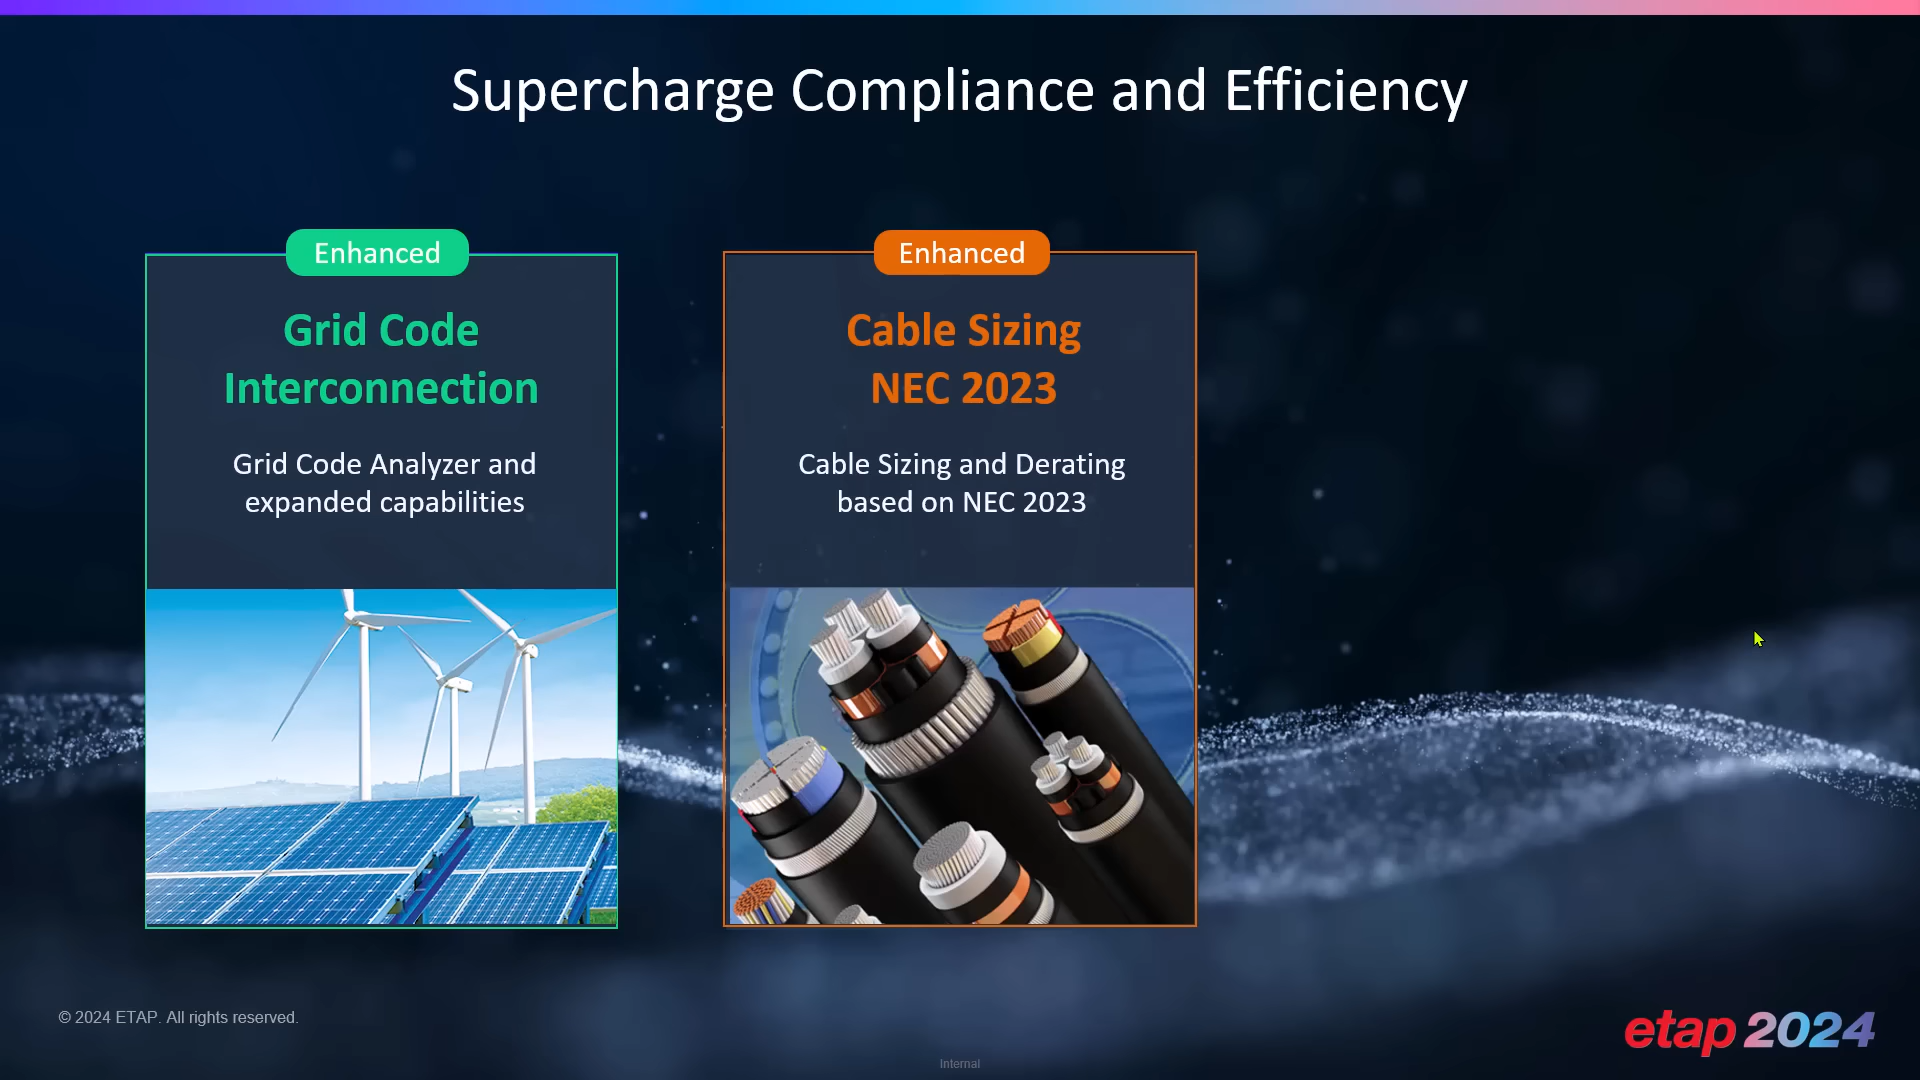 Supercharge Compliance and Efficiency
Enhanced
Grid Code
Interconnection
Grid Code Analyzer and
expanded capabilities
Enhanced
Cable Sizing
NEC 2023
Cable Sizing and Derating
based on NEC 2023
© 2024 ETAP. All rights reserved.
Internal
etap 2024